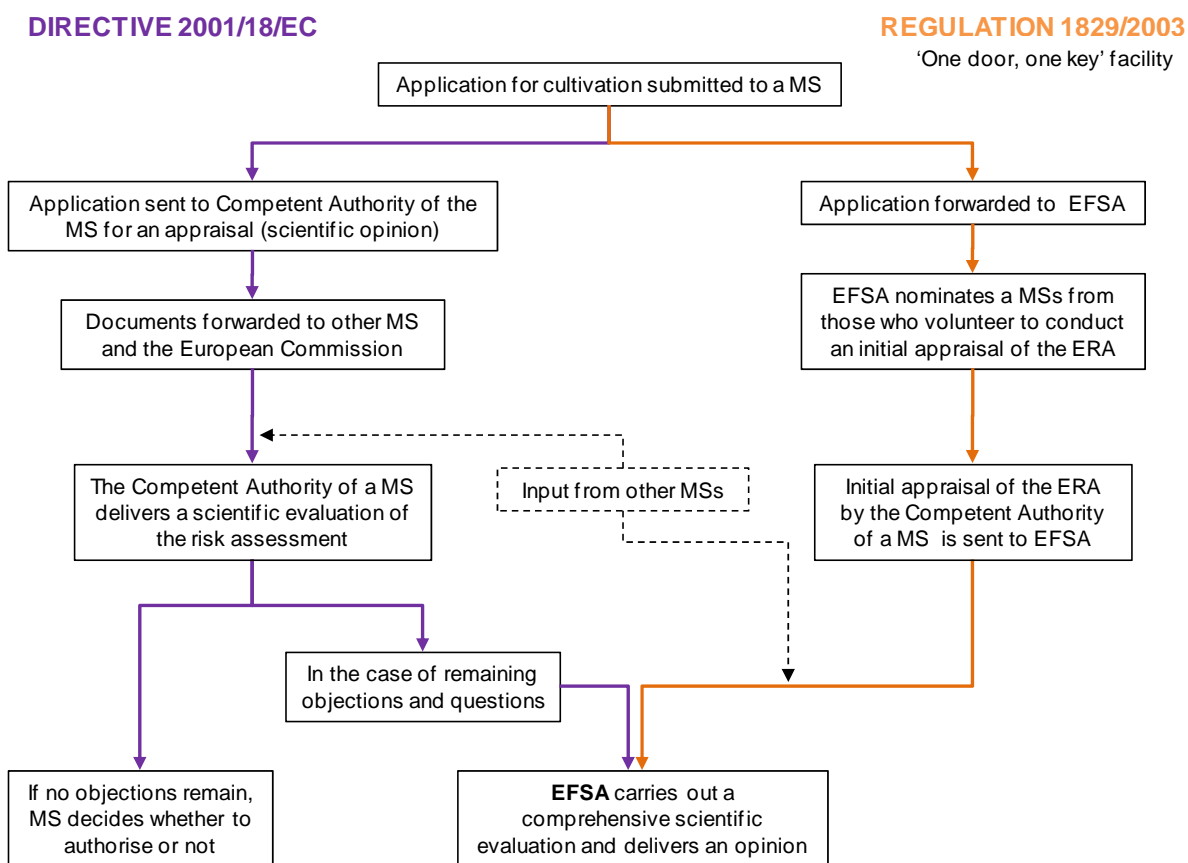 DIRECTIVE 2001/18/EC
REGULATION 1829/2003
‘One door, one key’ facility
Application for cultivation submitted to a MS
Application sent to Competent Authority of the
MS for an appraisal (scientific opinion)
Application forwarded to EFSA
Documents forwarded to other MS
and the European Commission
EFSA nominates a MSs from
those who volunteer to conduct
an initial appraisal of the ERA
The Competent Authority of a MS
delivers a scientific evaluation of
the risk assessment
Input from other MSs
Initial appraisal of the ERA
by the Competent Authority
of a MS is sent to EFSA
In the case of remaining
objections and questions
If no objections remain,
MS decides whether to
authorise or not
EFSA carries out a
comprehensive scientific
evaluation and delivers an opinion